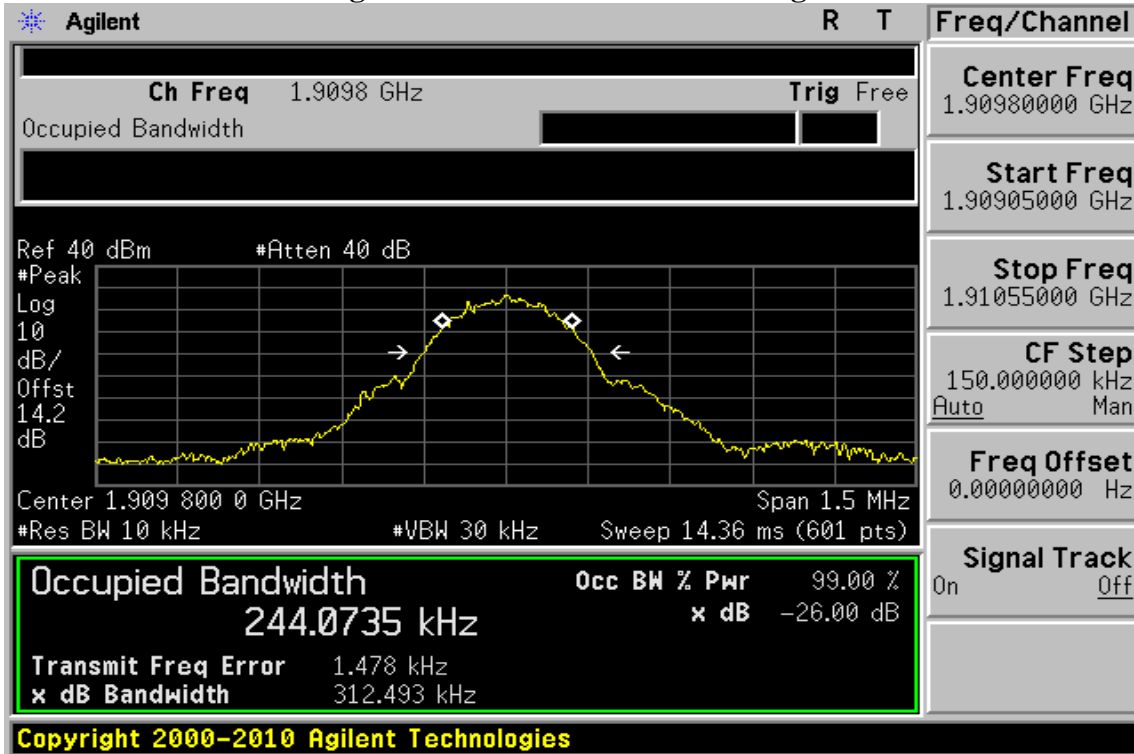 Agilent R T
Ch Freq 1.9098 GHz Trig Free
Occupied Bandwidth
Ref 40 dBm #Atten 40 dB
#Peak
Log
10
dB/
Offst
14.2
dB
Center 1.909 800 0 GHz Span 1.5 MHz
#Res BW 10 kHz #VBW 30 kHz Sweep 14.36 ms (601 pts)
Occupied Bandwidth
244.0735 kHz
Occ BW % Pwr 99.00 %
x dB -26.00 dB
Transmit Freq Error 1.478 kHz
x dB Bandwidth 312.493 kHz
Copyright 2000-2010 Agilent Technologies
Freq/Channel
Center Freq
1.90980000 GHz
Start Freq
1.90905000 GHz
Stop Freq
1.91055000 GHz
CF Step
150.000000 kHz
Auto Man
Freq Offset
0.00000000 Hz
Signal Track
On Off